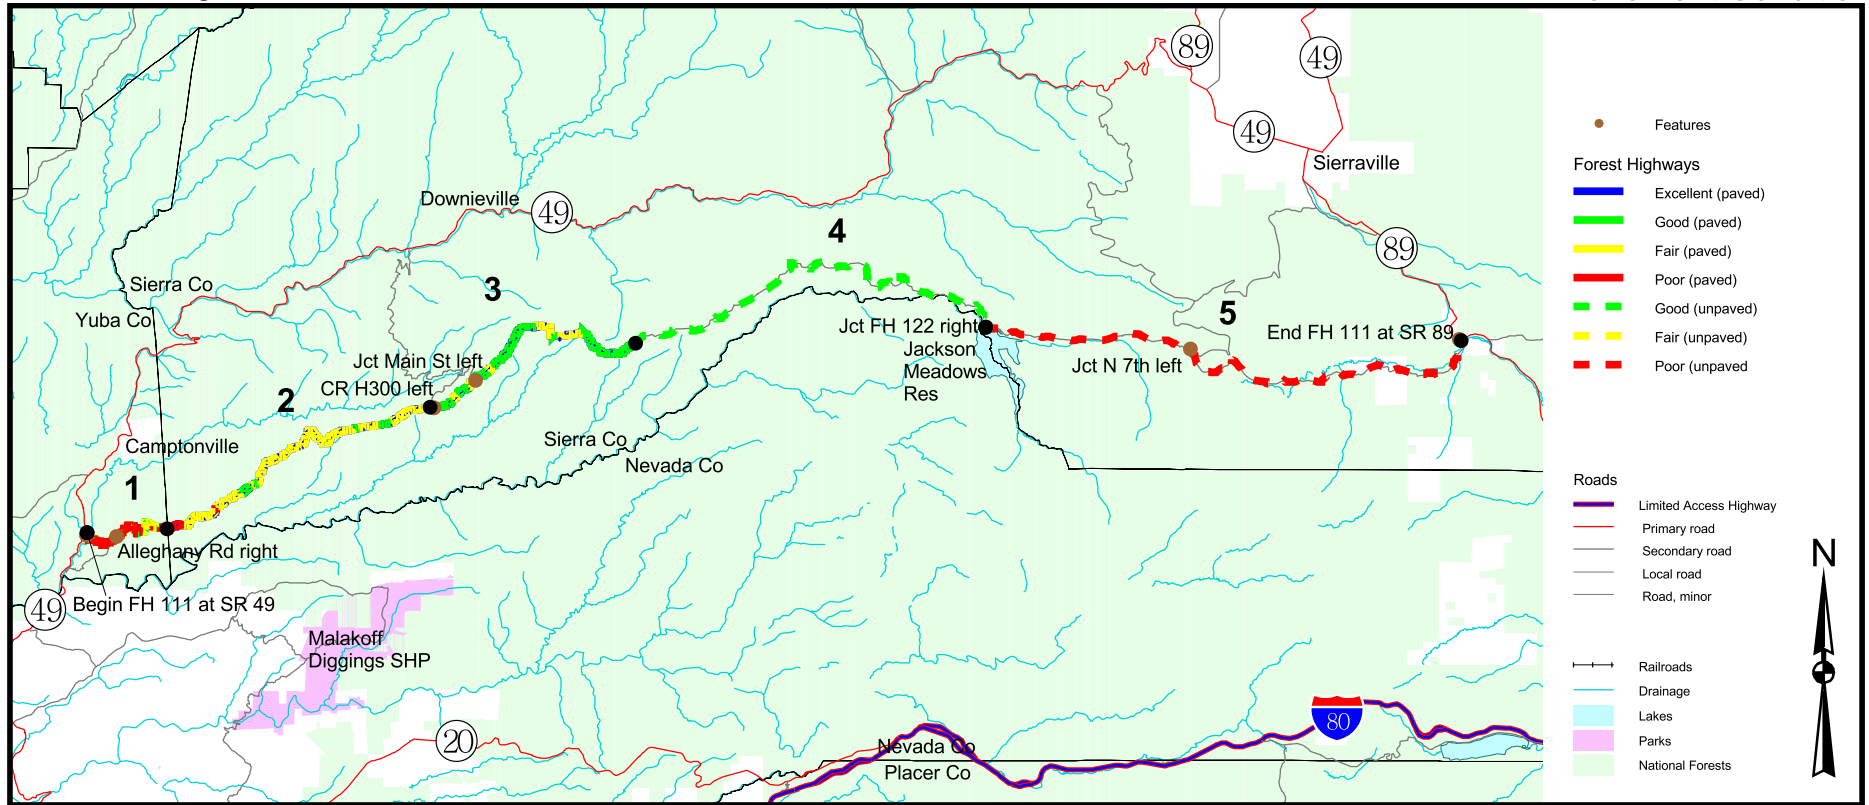 89
49
49
Sierraville
Downieville
49
4
89
Sierra Co
3
Yuba Co
5
Jct FH 122 right
End FH 111 at SR 89
Jackson
Meadows
Res
Jct Main St left
Jct N 7th left
CR H300 left
2
Sierra Co
Camptonville
Nevada Co
1
Alleghany Rd right
Begin FH 111 at SR 49
49
Malakoff
Diggings SHP
20
80
Nevada Co
Placer Co
Features
Forest Highways
Excellent (paved)
Good (paved)
Fair (paved)
Poor (paved)
Good (unpaved)
Fair (unpaved)
Poor (unpaved
Roads
Limited Access Highway
Primary road
Secondary road
Local road
Road, minor
N
Railroads
Drainage
Lakes
Parks
National Forests